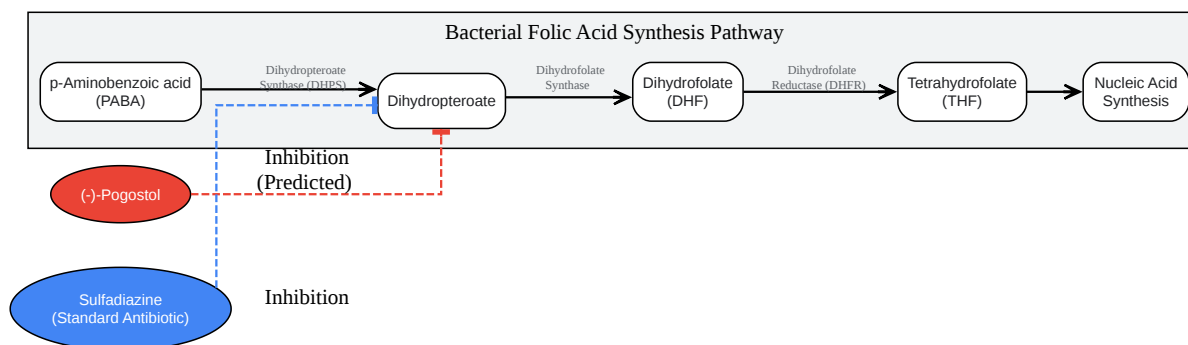 Bacterial Folic Acid Synthesis Pathway
p-Aminobenzoic acid
(PABA)
Dihydropteroate
Synthase (DHPS)
Dihydropteroate
Dihydrofolate
Synthase
Dihydrofolate
(DHF)
Dihydrofolate
Reductase (DHFR)
Tetrahydrofolate
(THF)
Nucleic Acid
Synthesis
Inhibition
(Predicted)
(-)-Pogostol
Sulfadiazine
(Standard Antibiotic)
Inhibition